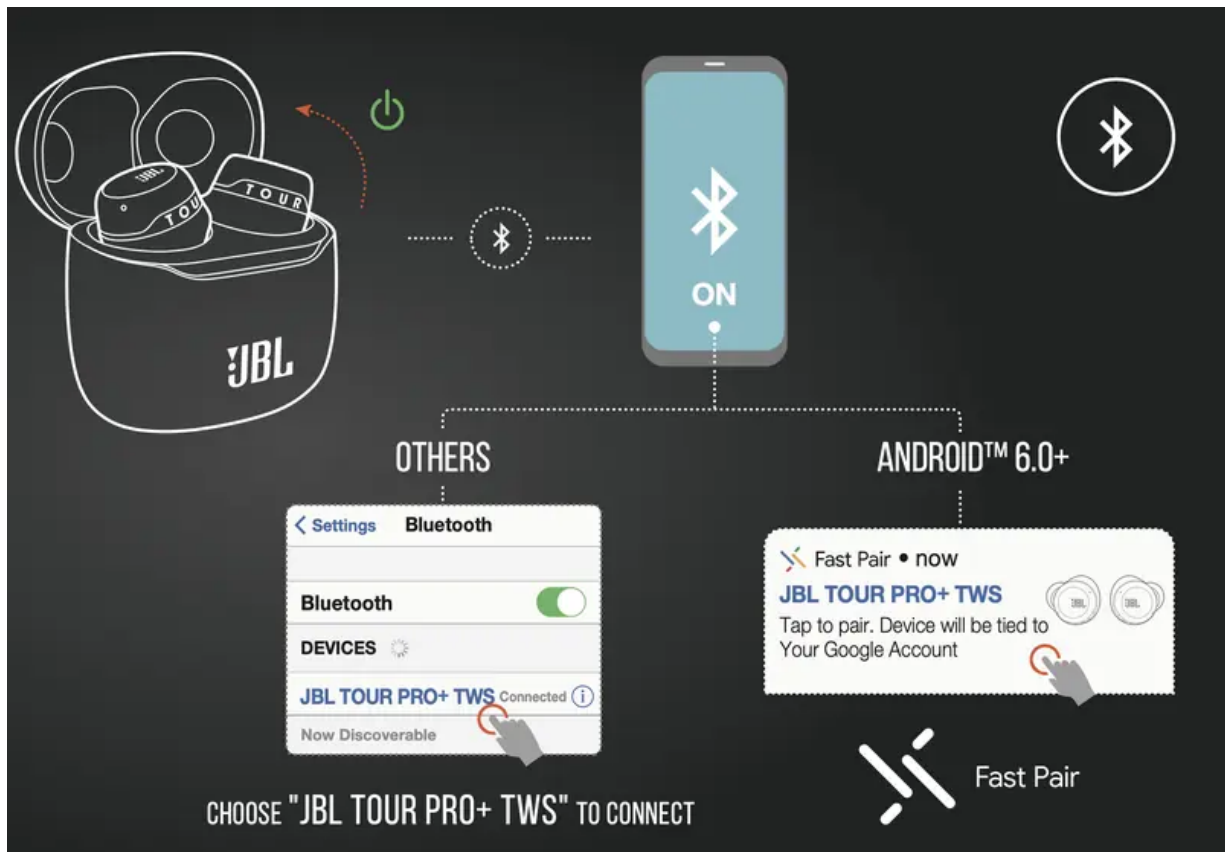 JBL
TOU
TOUR
JBL
ON
OTHERS
ANDROID™ 6.0+
Settings Bluetooth
Bluetooth
DEVICES
JBL TOUR PRO+ TWS Connected
Now Discoverable
CHOOSE "JBL TOUR PRO+ TWS" TO CONNECT
Fast Pair • now
JBL TOUR PRO+ TWS
JBL JBL
Tap to pair. Device will be tied to
Your Google Account
Fast Pair